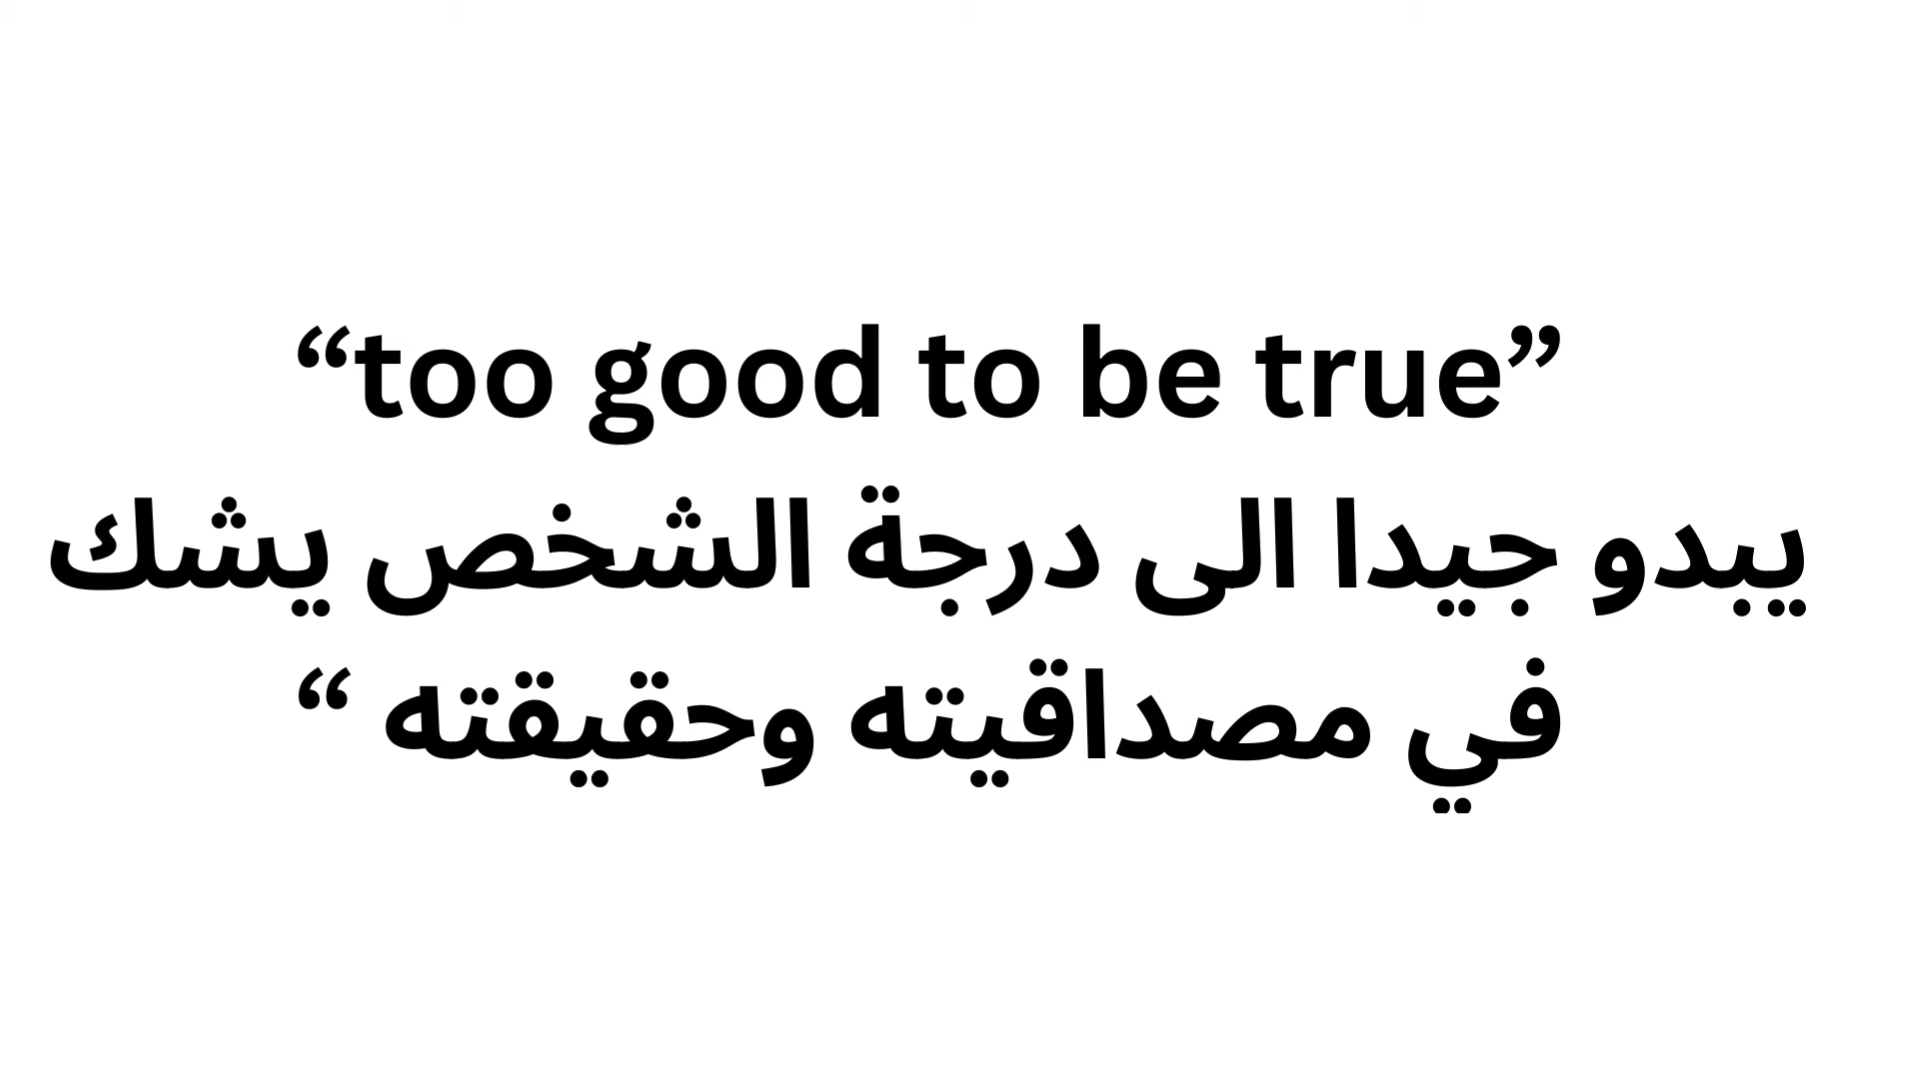 “too good to be true”
يبدو جيدا الى درجة الشخص يشك
في مصداقيته وحقيقته “